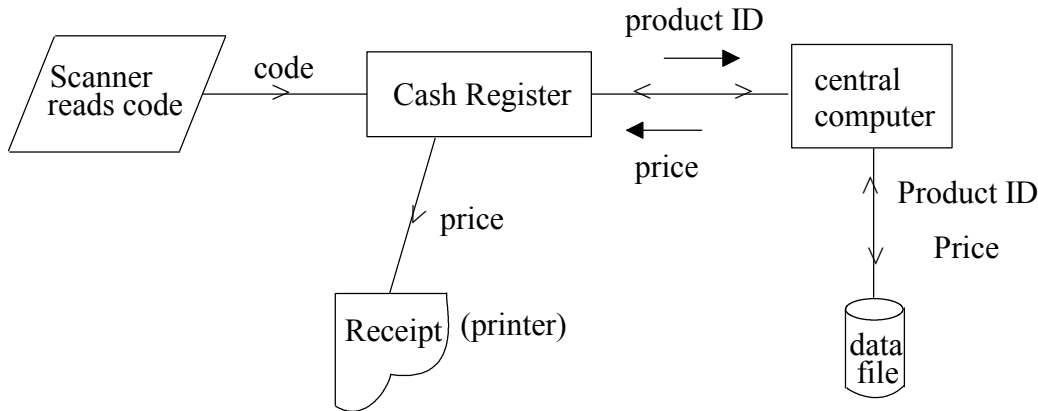 product ID
Scanner
reads code
code
Cash Register
central
computer
price
Product ID
price
Price
Receipt
(printer)
data
file